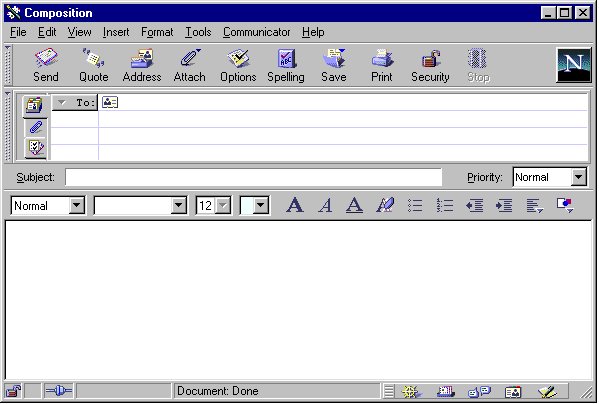 Composition
File Edit View Insert Format Tools Communicator Help
Send Quote Address Attach Options Spelling Save Print Security Stop
N
To:
Subject: Priority: Normal
Normal 12 A A A
Document: Done